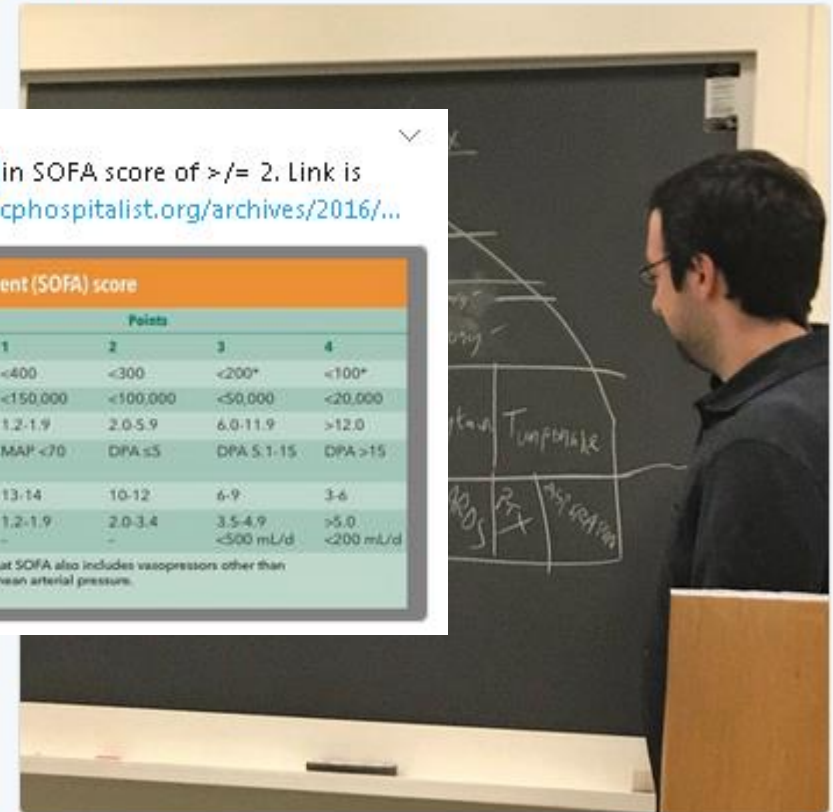 in SOFA score of >/= 2. Link is
cphospitalist.org/archives/2016/...
ent (SOFA) score
Points
1 2 3 4
<400 <300 <200* <100*
<150,000 <100,000 <50,000 <20,000
1.2-1.9 2.0-5.9 6.0-11.9 >12.0
MAP <70 DPA ≤5 DPA 5.1-15 DPA >15
13-14 10-12 6-9 3-6
1.2-1.9 2.0-3.4 3.5-4.9 >5.0
- - <500 mL/d <200 mL/d
at SOFA also includes vasopressors other than
mean arterial pressure.
X
Tamponade
ARDS PTX ASPIRATION